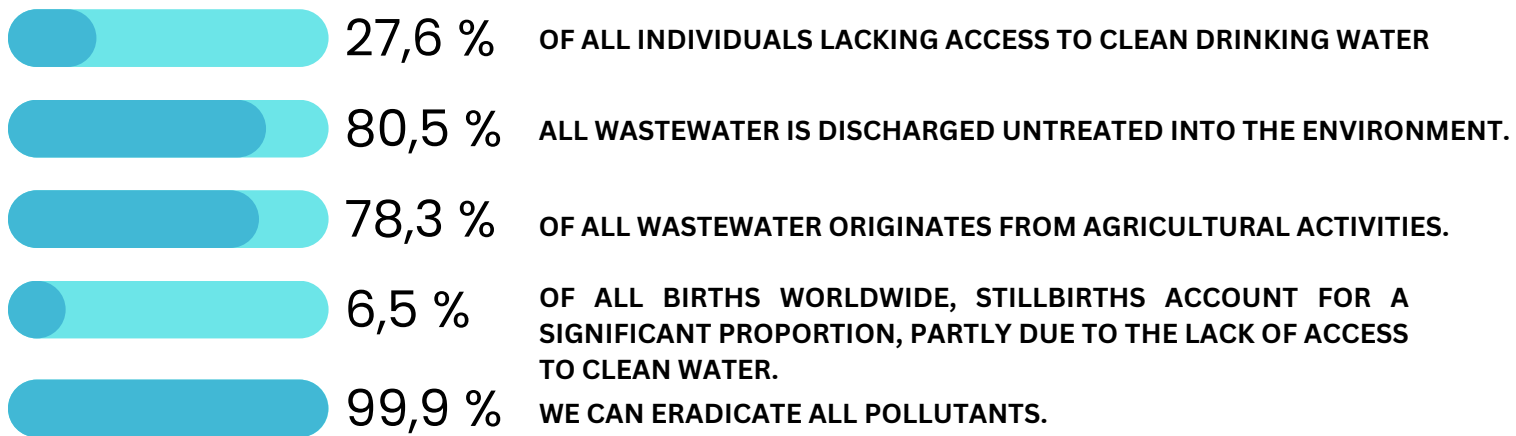 27,6 % OF ALL INDIVIDUALS LACKING ACCESS TO CLEAN DRINKING WATER
80,5 % ALL WASTEWATER IS DISCHARGED UNTREATED INTO THE ENVIRONMENT.
78,3 % OF ALL WASTEWATER ORIGINATES FROM AGRICULTURAL ACTIVITIES.
6,5 % OF ALL BIRTHS WORLDWIDE, STILLBIRTHS ACCOUNT FOR A
SIGNIFICANT PROPORTION, PARTLY DUE TO THE LACK OF ACCESS
TO CLEAN WATER.
99,9 % WE CAN ERADICATE ALL POLLUTANTS.